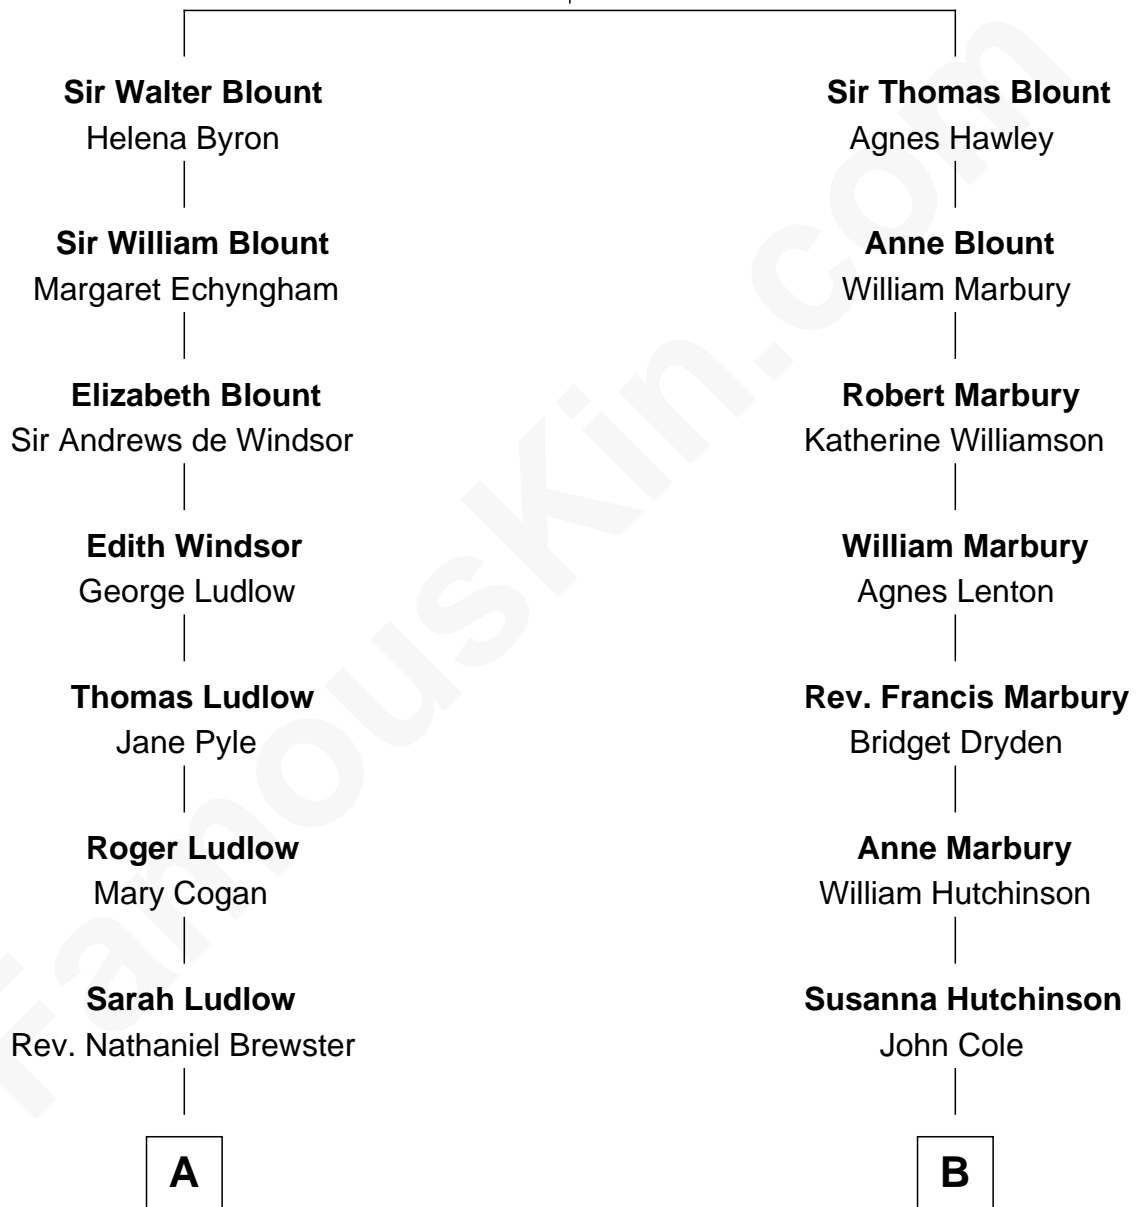 Sir Walter Blount
Helena Byron
Sir William Blount
Margaret Echyngham
Elizabeth Blount
Sir Andrews de Windsor
Edith Windsor
George Ludlow
Thomas Ludlow
Jane Pyle
Roger Ludlow
Mary Cogan
Sarah Ludlow
Rev. Nathaniel Brewster
A
Sir Thomas Blount
Agnes Hawley
Anne Blount
William Marbury
Robert Marbury
Katherine Williamson
William Marbury
Agnes Lenton
Rev. Francis Marbury
Bridget Dryden
Anne Marbury
William Hutchinson
Susanna Hutchinson
John Cole
B
FamousKin.com